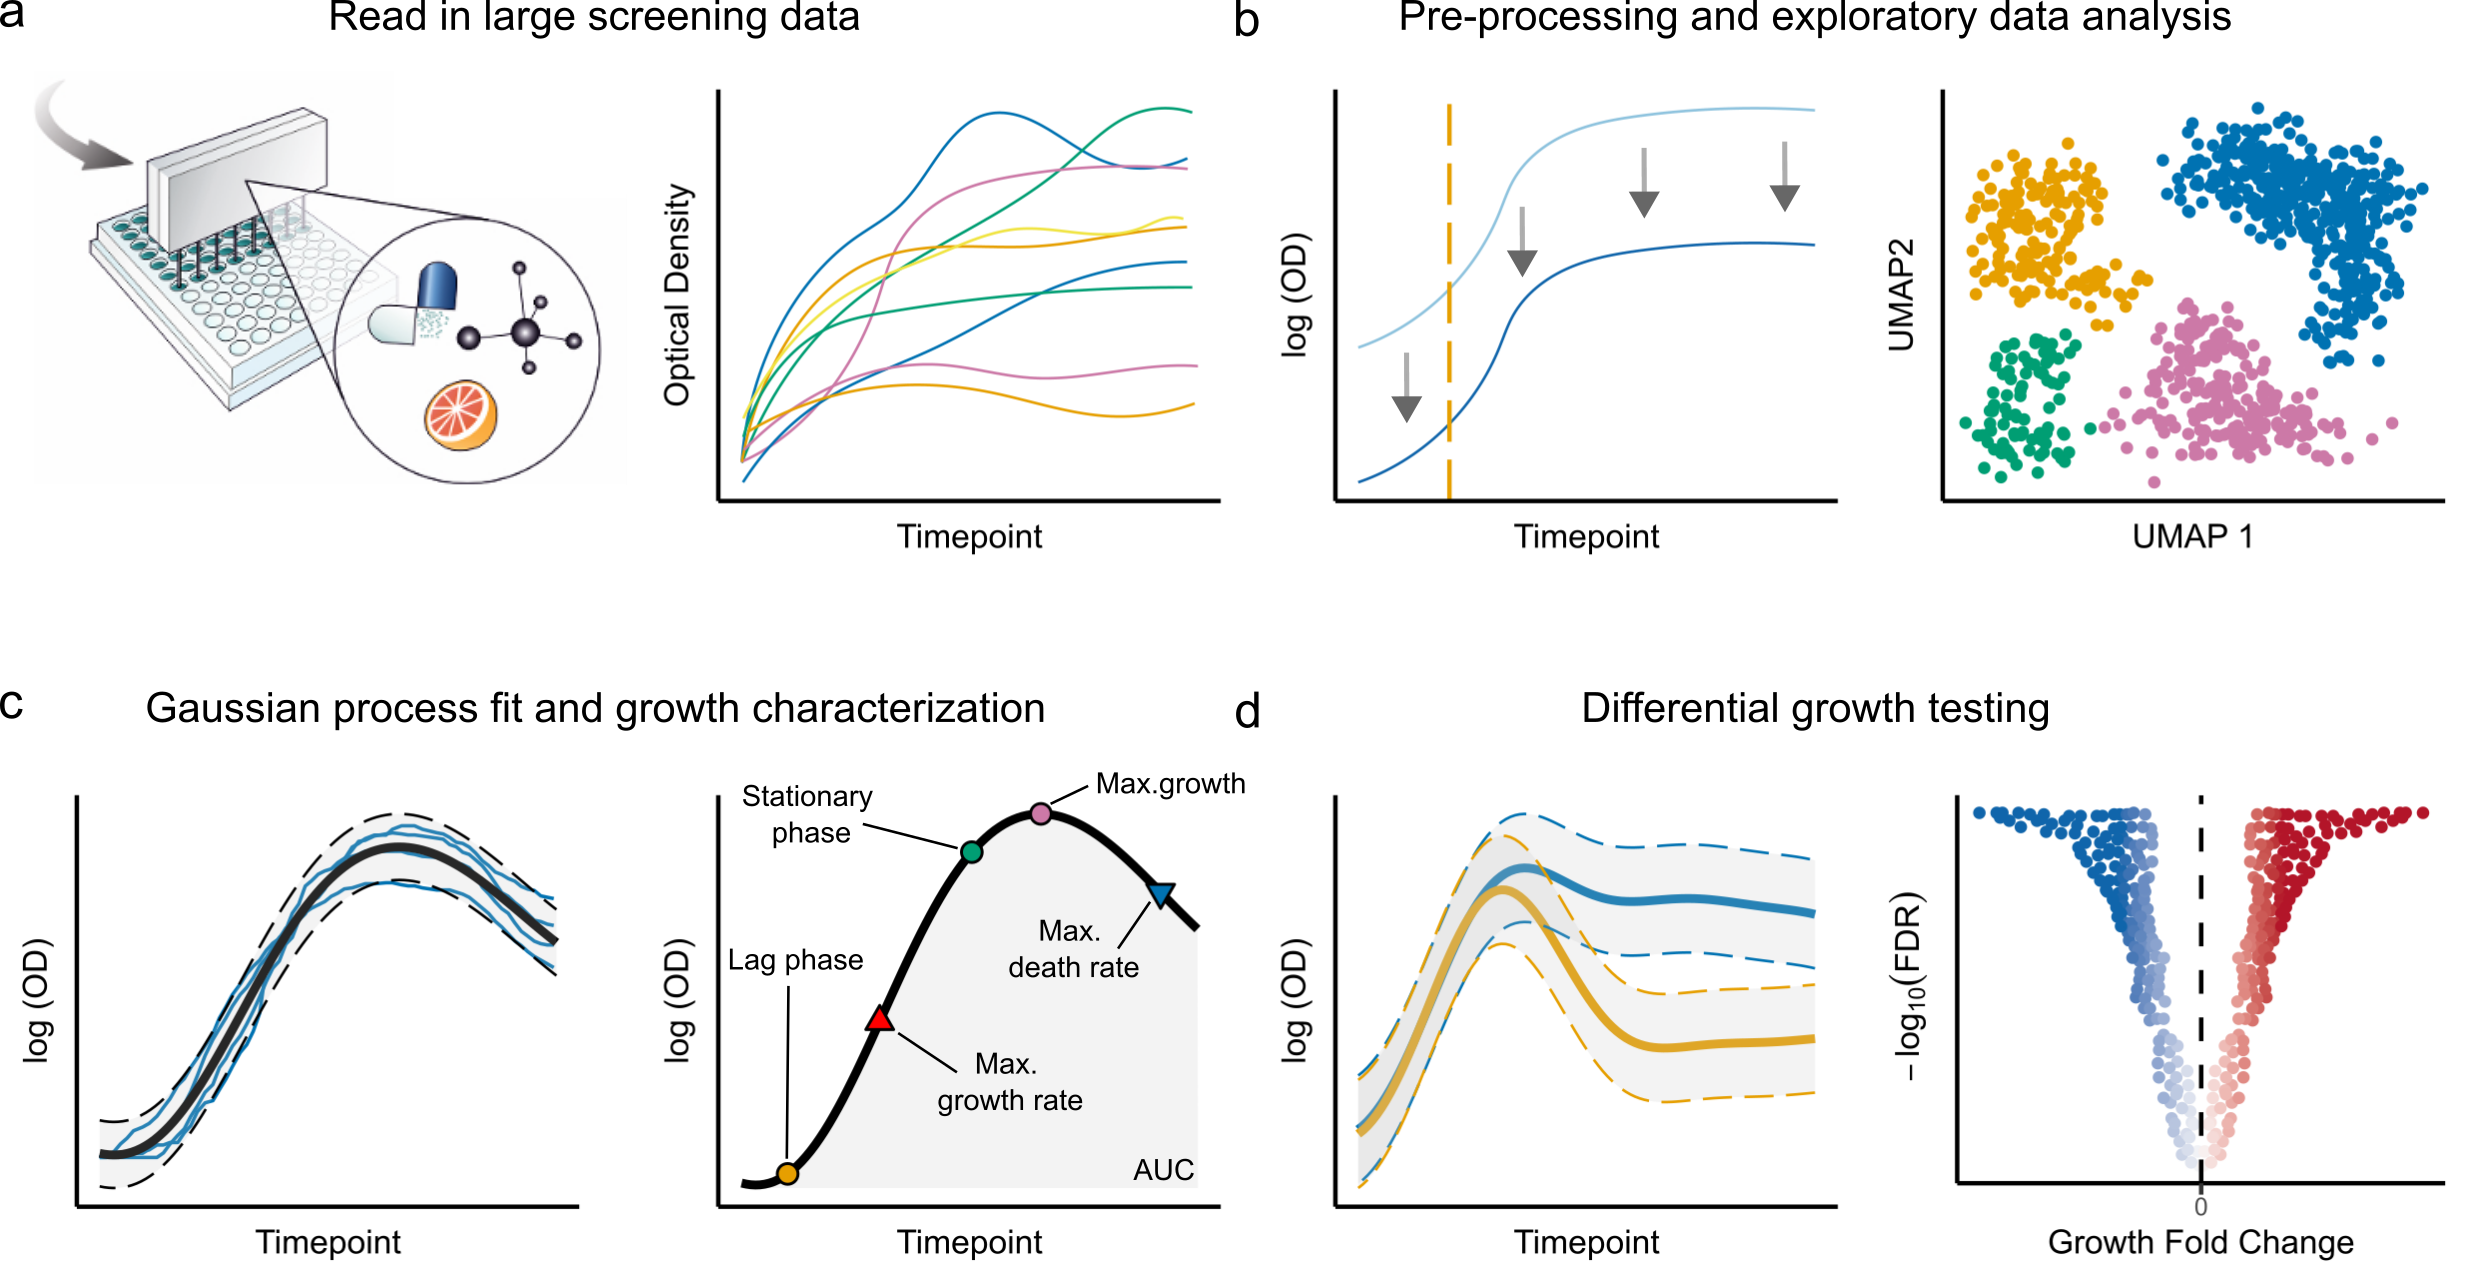 a
Read in large screening data
Optical Density
Timepoint
b
Pre-processing and exploratory data analysis
log (OD)
Timepoint
UMAP2
UMAP 1
c
Gaussian process fit and growth characterization
log (OD)
Timepoint
Stationary
phase
Max.growth
Lag phase
Max.
death rate
Max.
growth rate
AUC
log (OD)
Timepoint
d
Differential growth testing
log (OD)
Timepoint
− log10(FDR)
0
Growth Fold Change